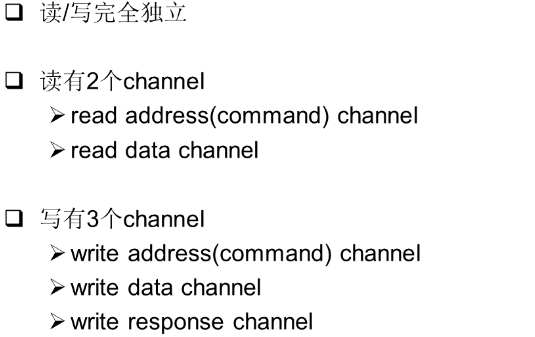 读/写完全独立
读有2个channel
read address(command) channel
read data channel
写有3个channel
write address(command) channel
write data channel
write response channel